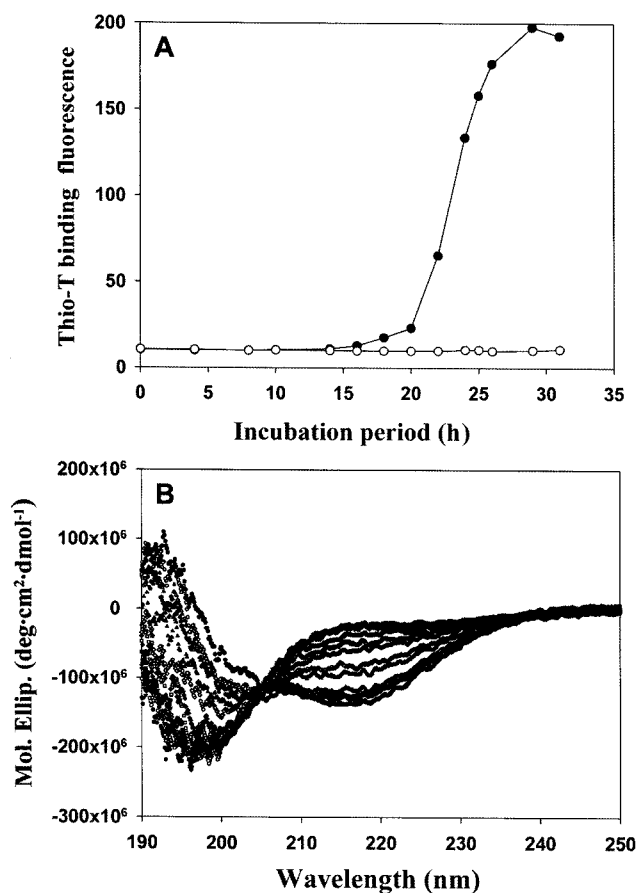 A
Thio-T binding fluorescence
200
150
100
50
0
0 5 10 15 20 25 30 35
Incubation period (h)
B
Mol. Ellip. (deg·cm²·dmol⁻¹)
200x10⁶
100x10⁶
0
-100x10⁶
-200x10⁶
-300x10⁶
190 200 210 220 230 240 250
Wavelength (nm)